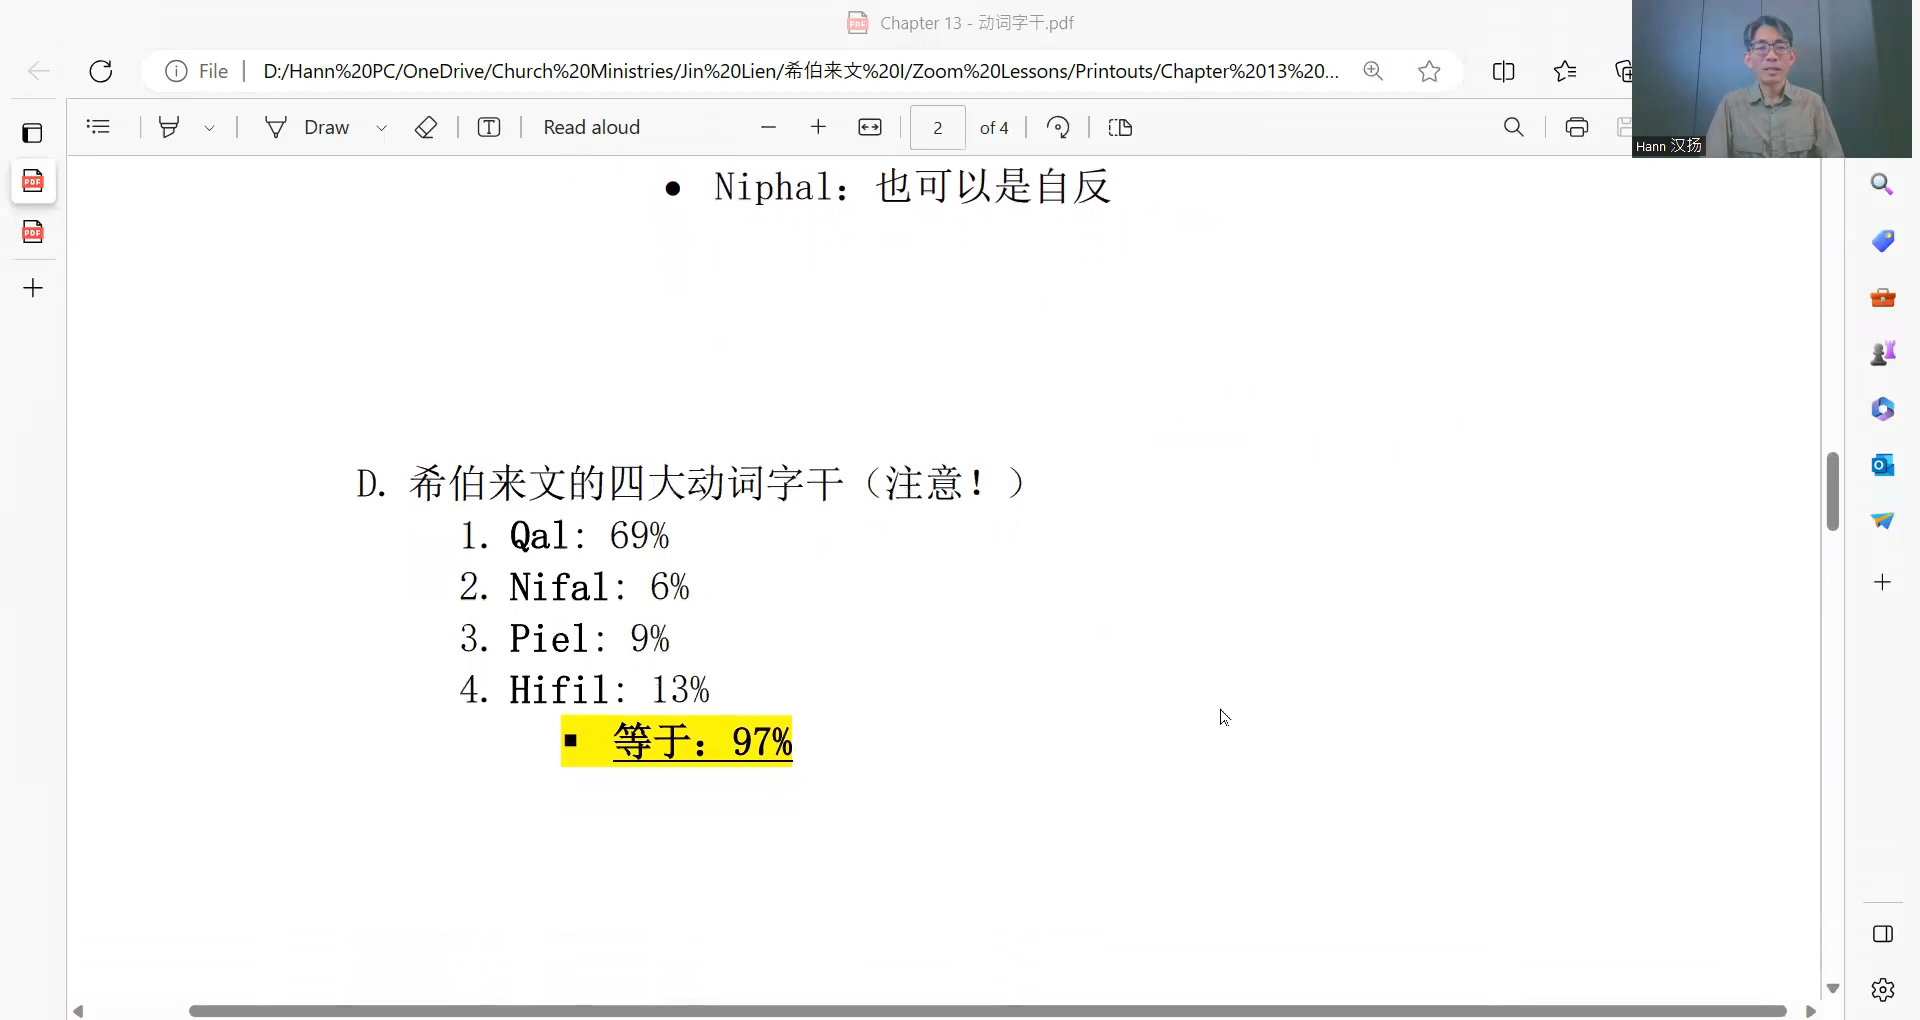 Chapter 13 - 动词字干.pdf
File
D:/Hann%20PC/OneDrive/Church%20Ministries/Jin%20Lien/希伯来文%20I/Zoom%20Lessons/Printouts/Chapter%2013%20...
Draw
Read aloud
2 of 4
Hann 汉扬
● Niphal: 也可以是自反
D. 希伯来文的四大动词字干（注意！）
1. Qal: 69%
2. Nifal: 6%
3. Piel: 9%
4. Hifil: 13%
▪ 等于: 97%